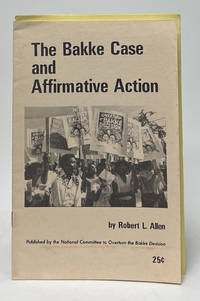 The Bakke Case
and
Affirmative Action
by Robert L. Allen
Published by the National Committee to Overturn the Bakke Decision
25¢